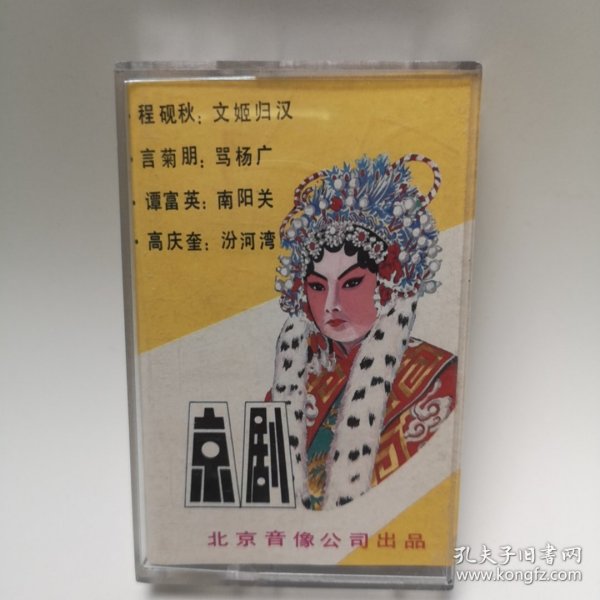 · 程砚秋：文姬归汉
· 言菊朋：骂杨广
· 谭富英：南阳关
· 高庆奎：汾河湾
京剧
北京音像公司出品
孔夫子旧书网
www.kongfz.com